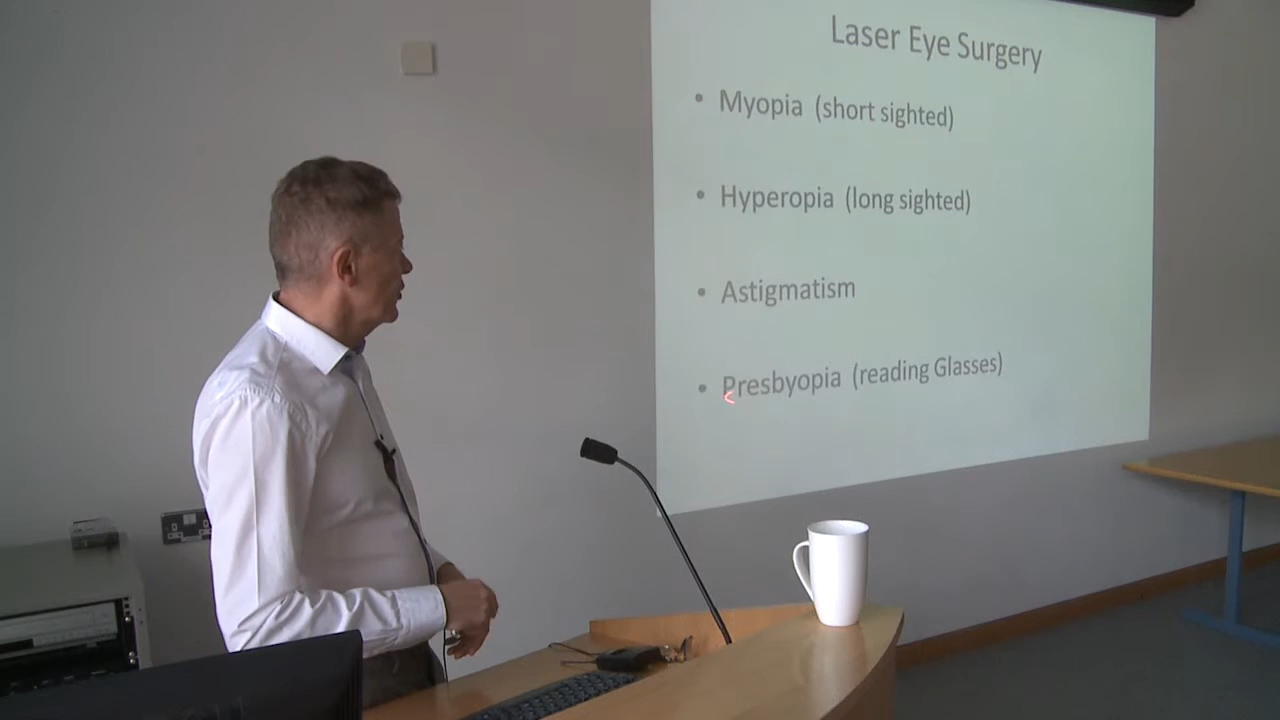 Laser Eye Surgery
• Myopia (short sighted)
• Hyperopia (long sighted)
• Astigmatism
• Presbyopia (reading Glasses)